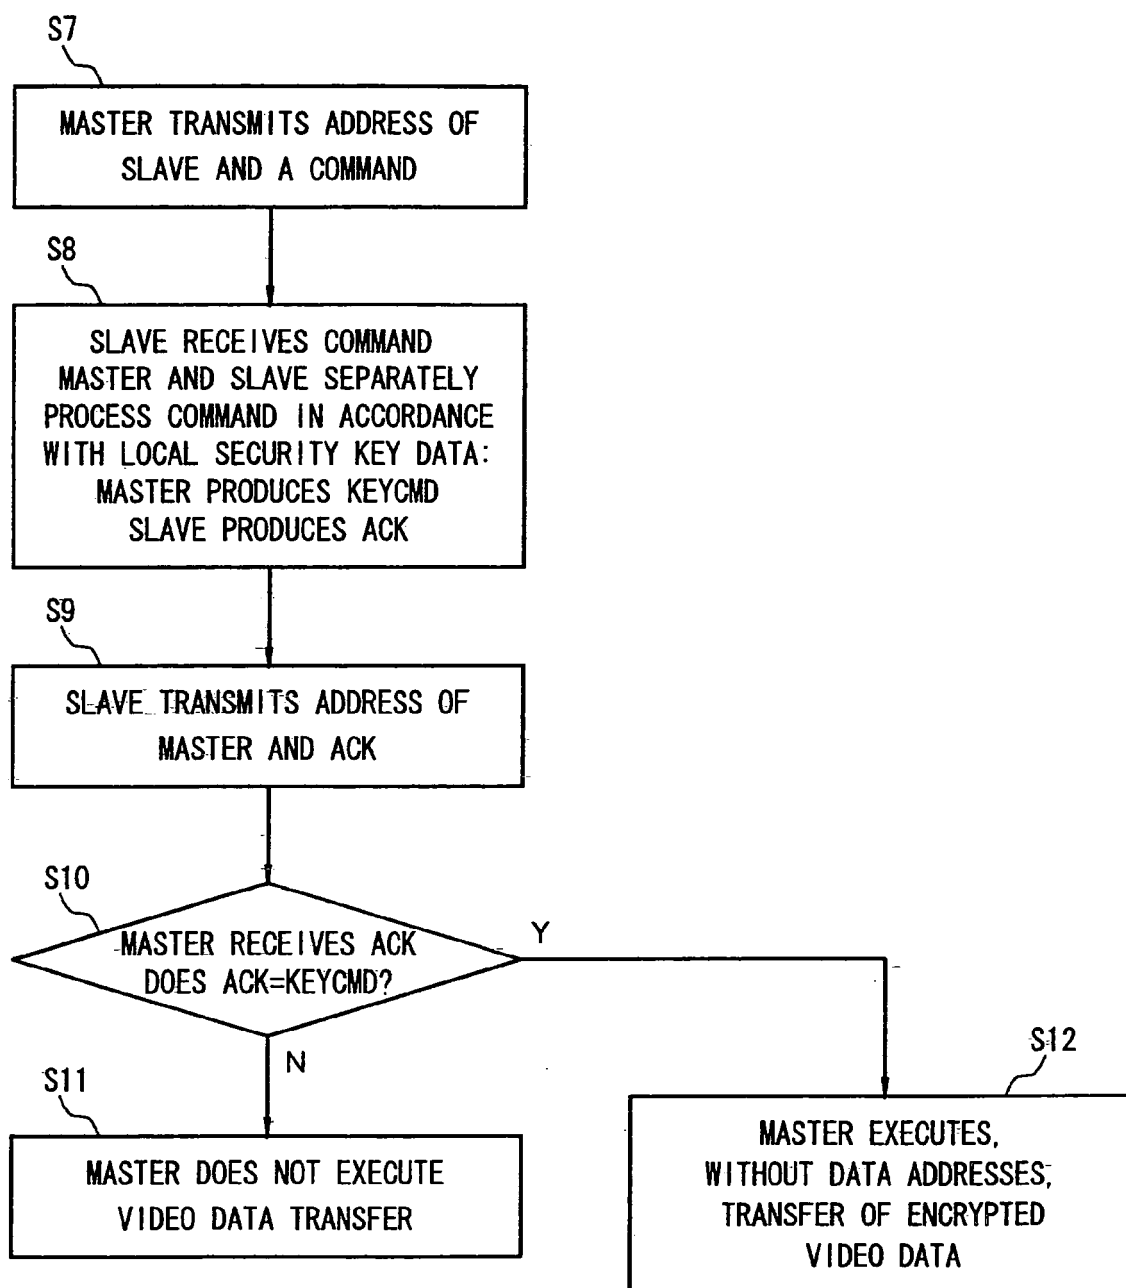 S7
MASTER TRANSMITS ADDRESS OF
SLAVE AND A COMMAND
S8
SLAVE RECEIVES COMMAND
MASTER AND SLAVE SEPARATELY
PROCESS COMMAND IN ACCORDANCE
WITH LOCAL SECURITY KEY DATA:
MASTER PRODUCES KEYCMD
SLAVE PRODUCES ACK
S9
SLAVE TRANSMITS ADDRESS OF
MASTER AND ACK
S10
MASTER RECEIVES ACK
DOES ACK=KEYCMD?
Y
N
S11
MASTER DOES NOT EXECUTE
VIDEO DATA TRANSFER
S12
MASTER EXECUTES,
WITHOUT DATA ADDRESSES,
TRANSFER OF ENCRYPTED
VIDEO DATA